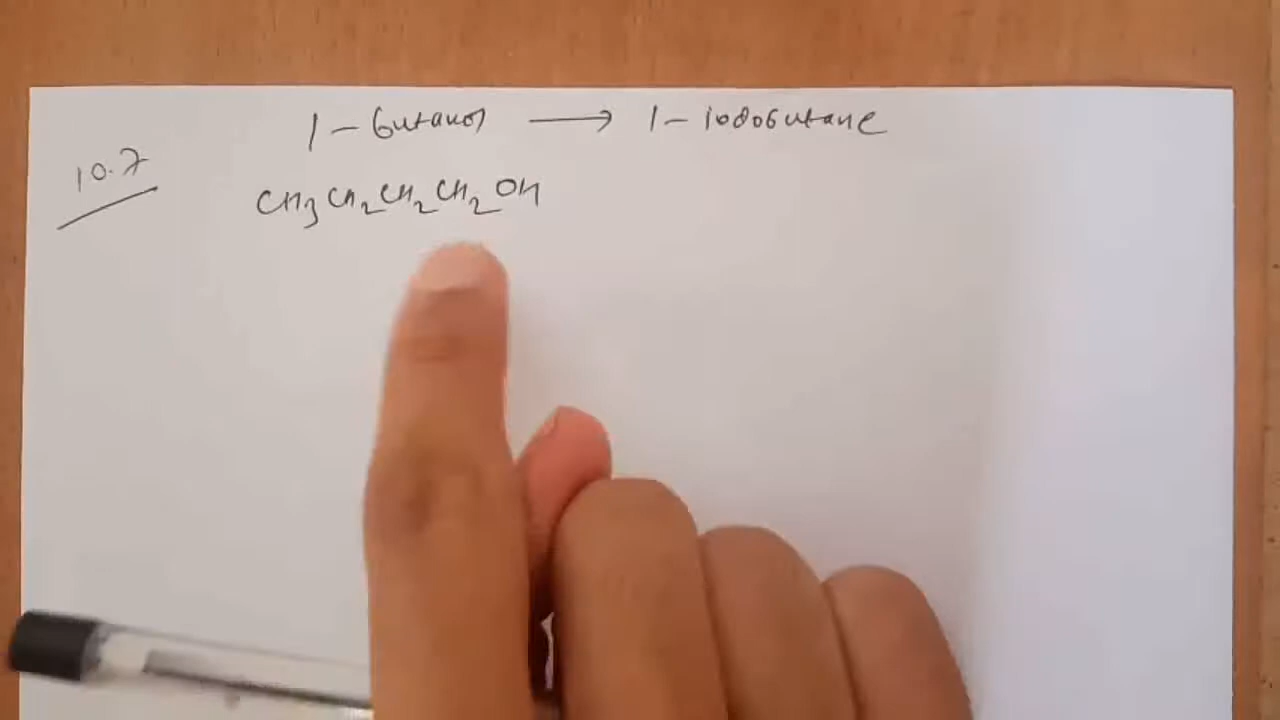 1 - butanol → 1 - iodobutane
10.7
CH3CH2CH2CH2OH